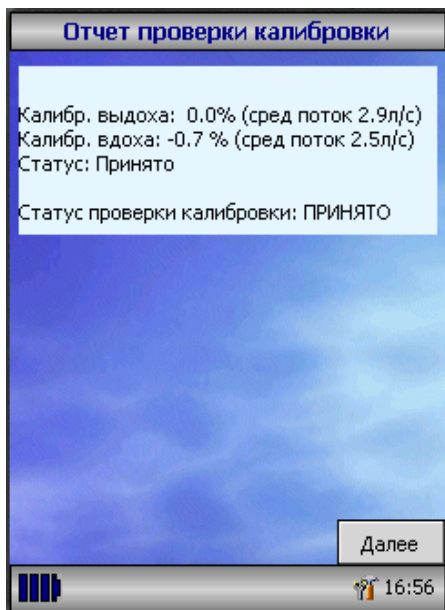 Отчет проверки калибровки
Калибр. выдоха: 0.0% (сред поток 2.9л/с)
Калибр. вдоха: -0.7 % (сред поток 2.5л/с)
Статус: Принято
Статус проверки калибровки: ПРИНЯТО
Далее
16:56